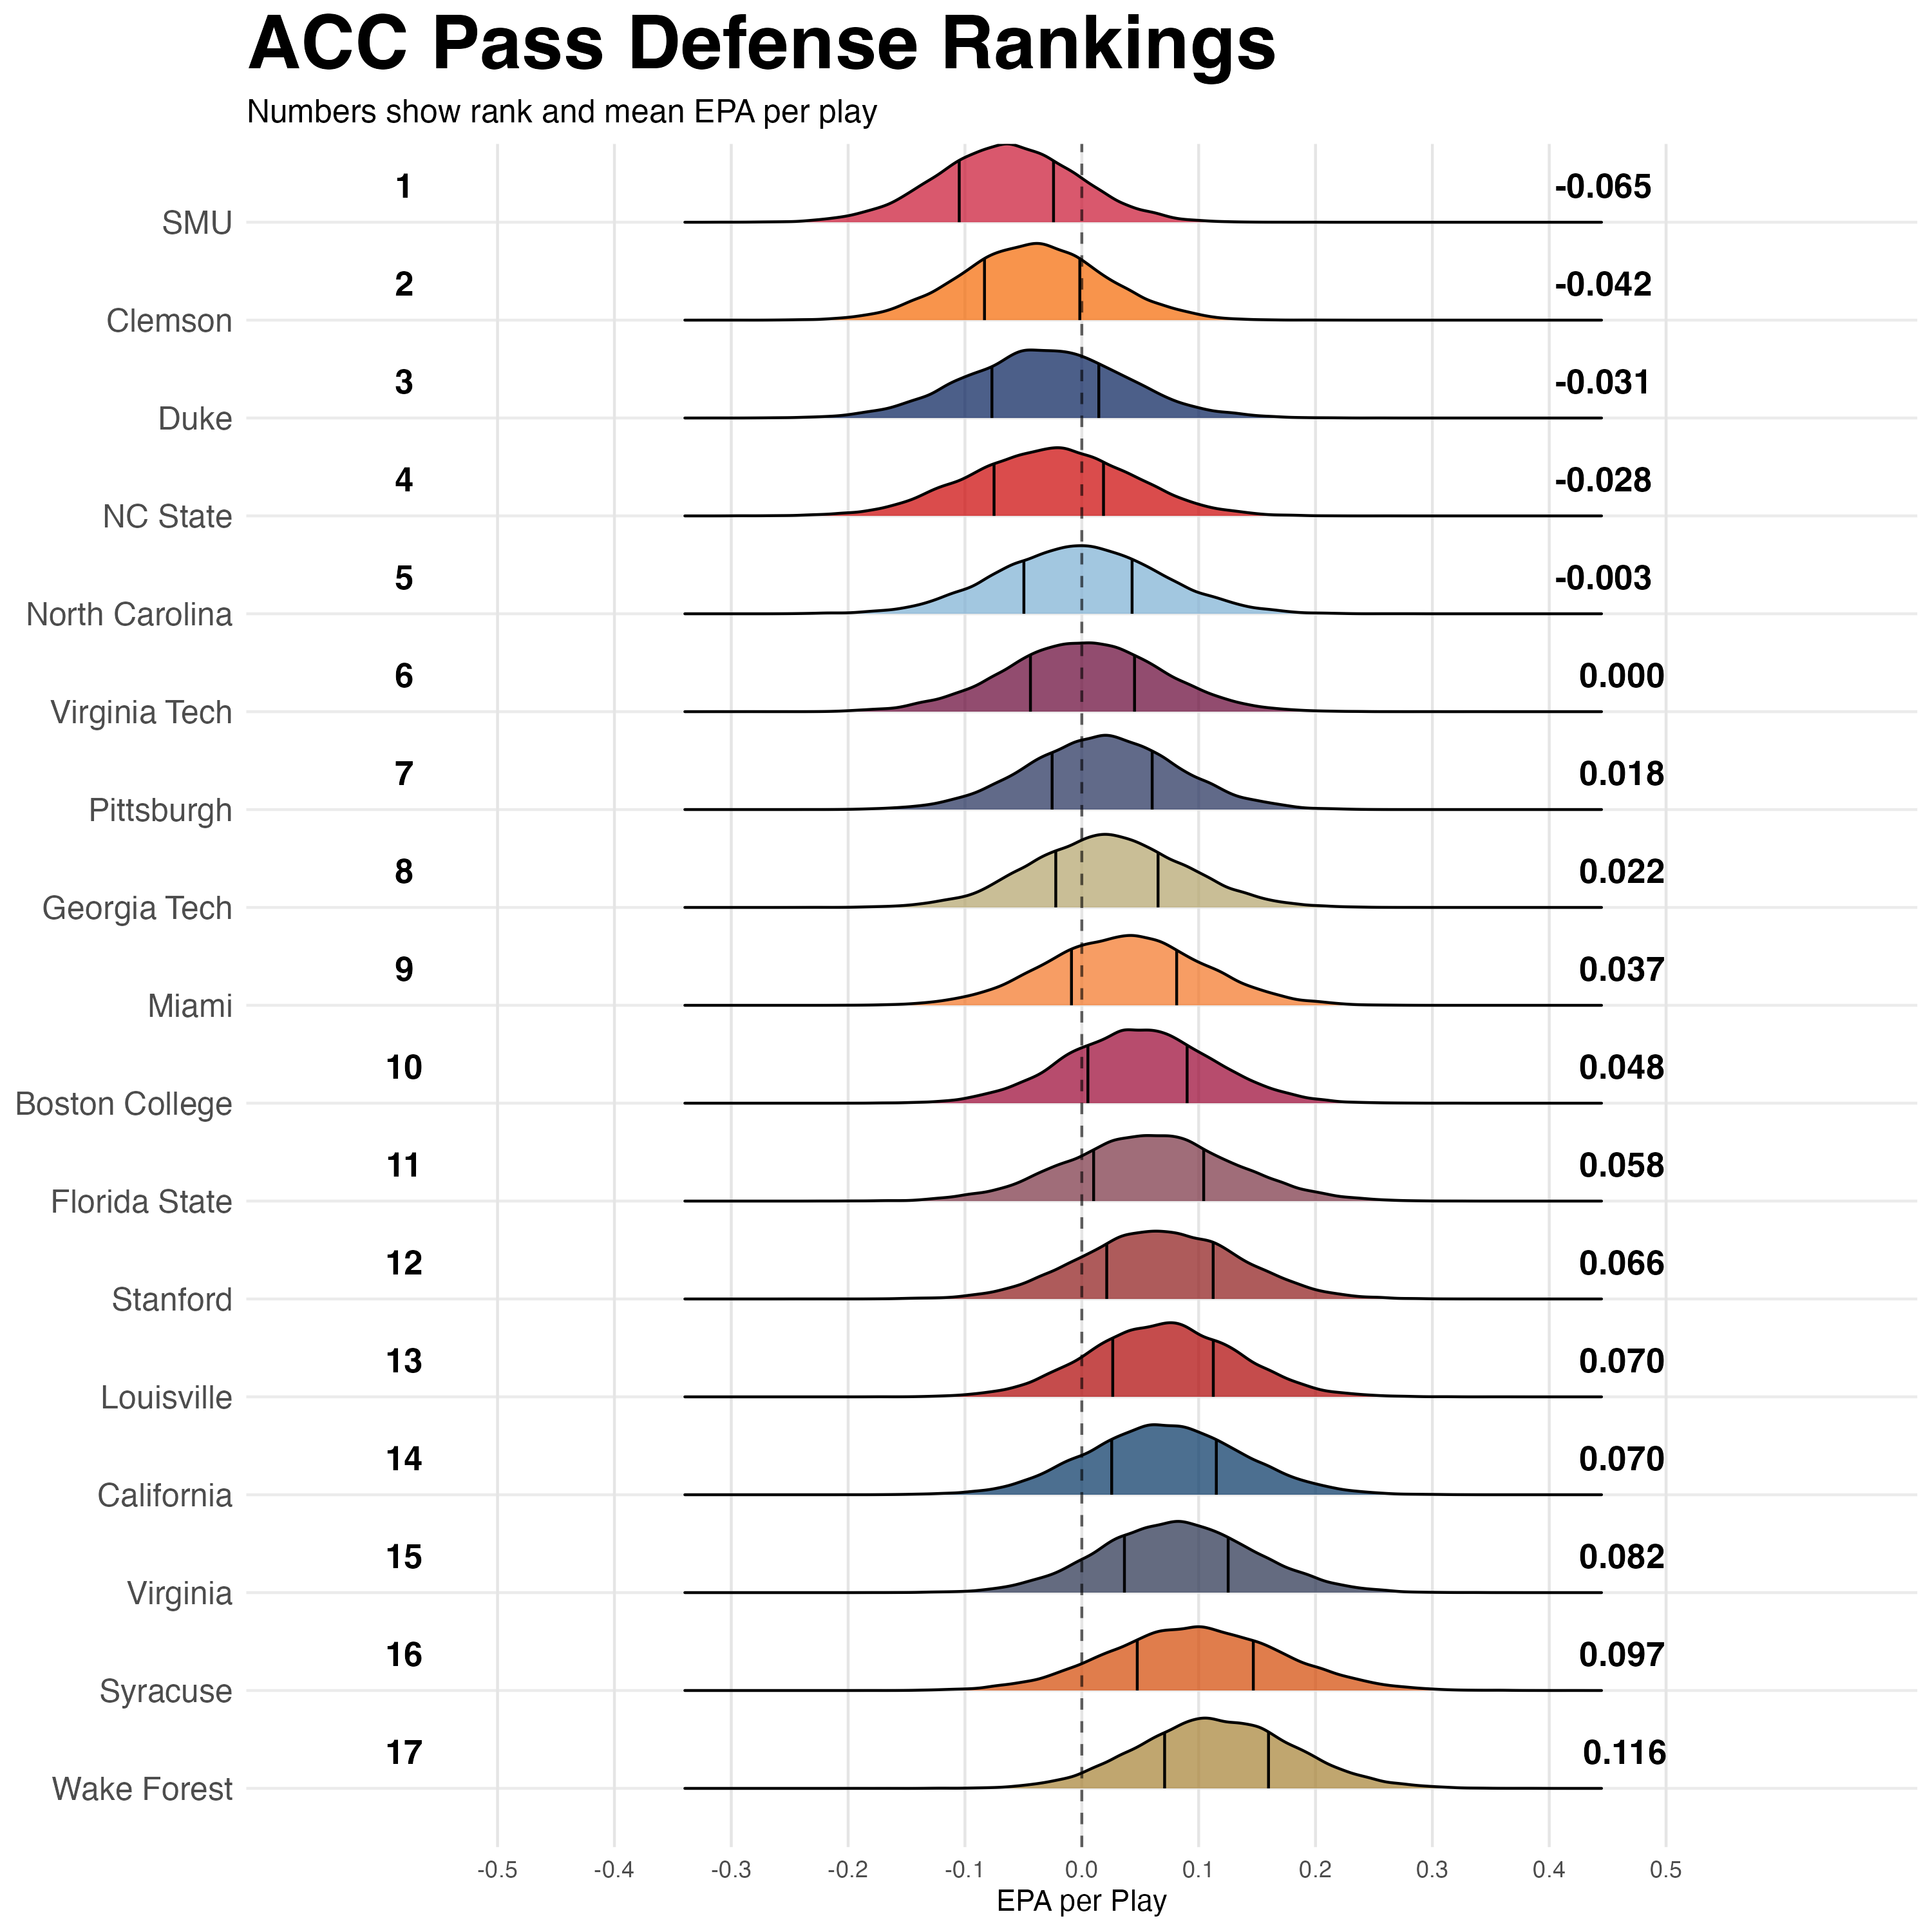 ACC Pass Defense Rankings
Numbers show rank and mean EPA per play
1 -0.065
SMU
2 -0.042
Clemson
3 -0.031
Duke
4 -0.028
NC State
5 -0.003
North Carolina
6 0.000
Virginia Tech
7 0.018
Pittsburgh
8 0.022
Georgia Tech
9 0.037
Miami
10 0.048
Boston College
11 0.058
Florida State
12 0.066
Stanford
13 0.070
Louisville
14 0.070
California
15 0.082
Virginia
16 0.097
Syracuse
17 0.116
Wake Forest
-0.5 -0.4 -0.3 -0.2 -0.1 0.0 0.1 0.2 0.3 0.4 0.5
EPA per Play